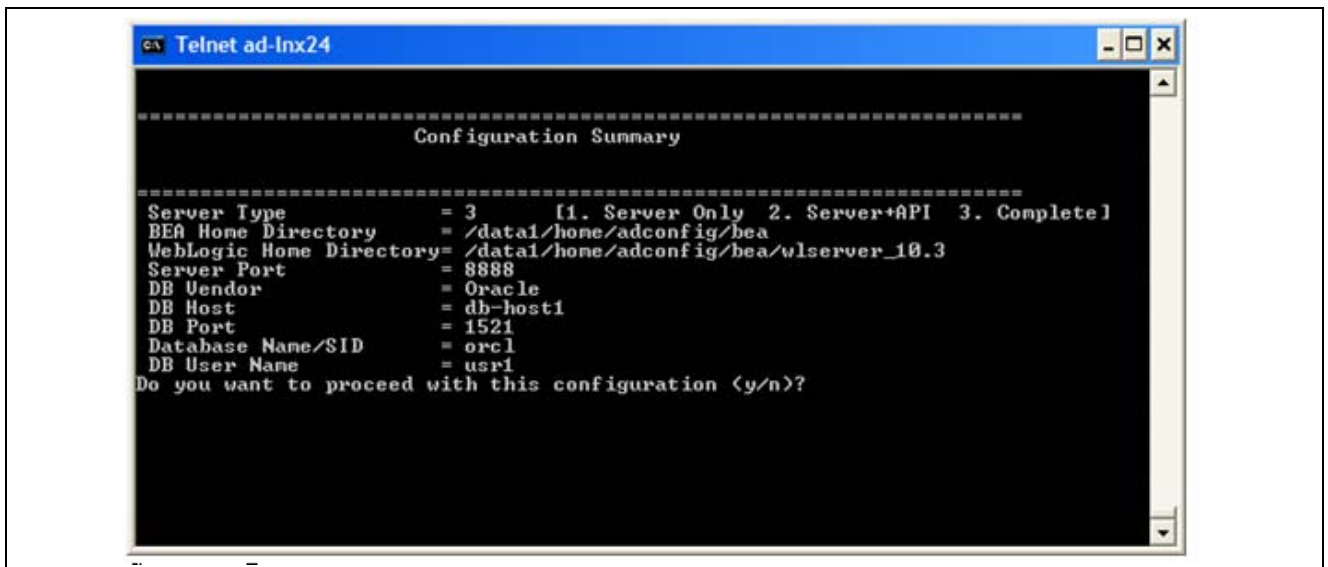 Telnet ad-lnx24
========================================================================
Configuration Summary
========================================================================
Server Type = 3 [1. Server Only 2. Server+API 3. Complete]
BEA Home Directory = /data1/home/adconfig/bea
WebLogic Home Directory= /data1/home/adconfig/bea/wlserver_10.3
Server Port = 8888
DB Vendor = Oracle
DB Host = db-host1
DB Port = 1521
Database Name/SID = orcl
DB User Name = usr1
Do you want to proceed with this configuration (y/n)?